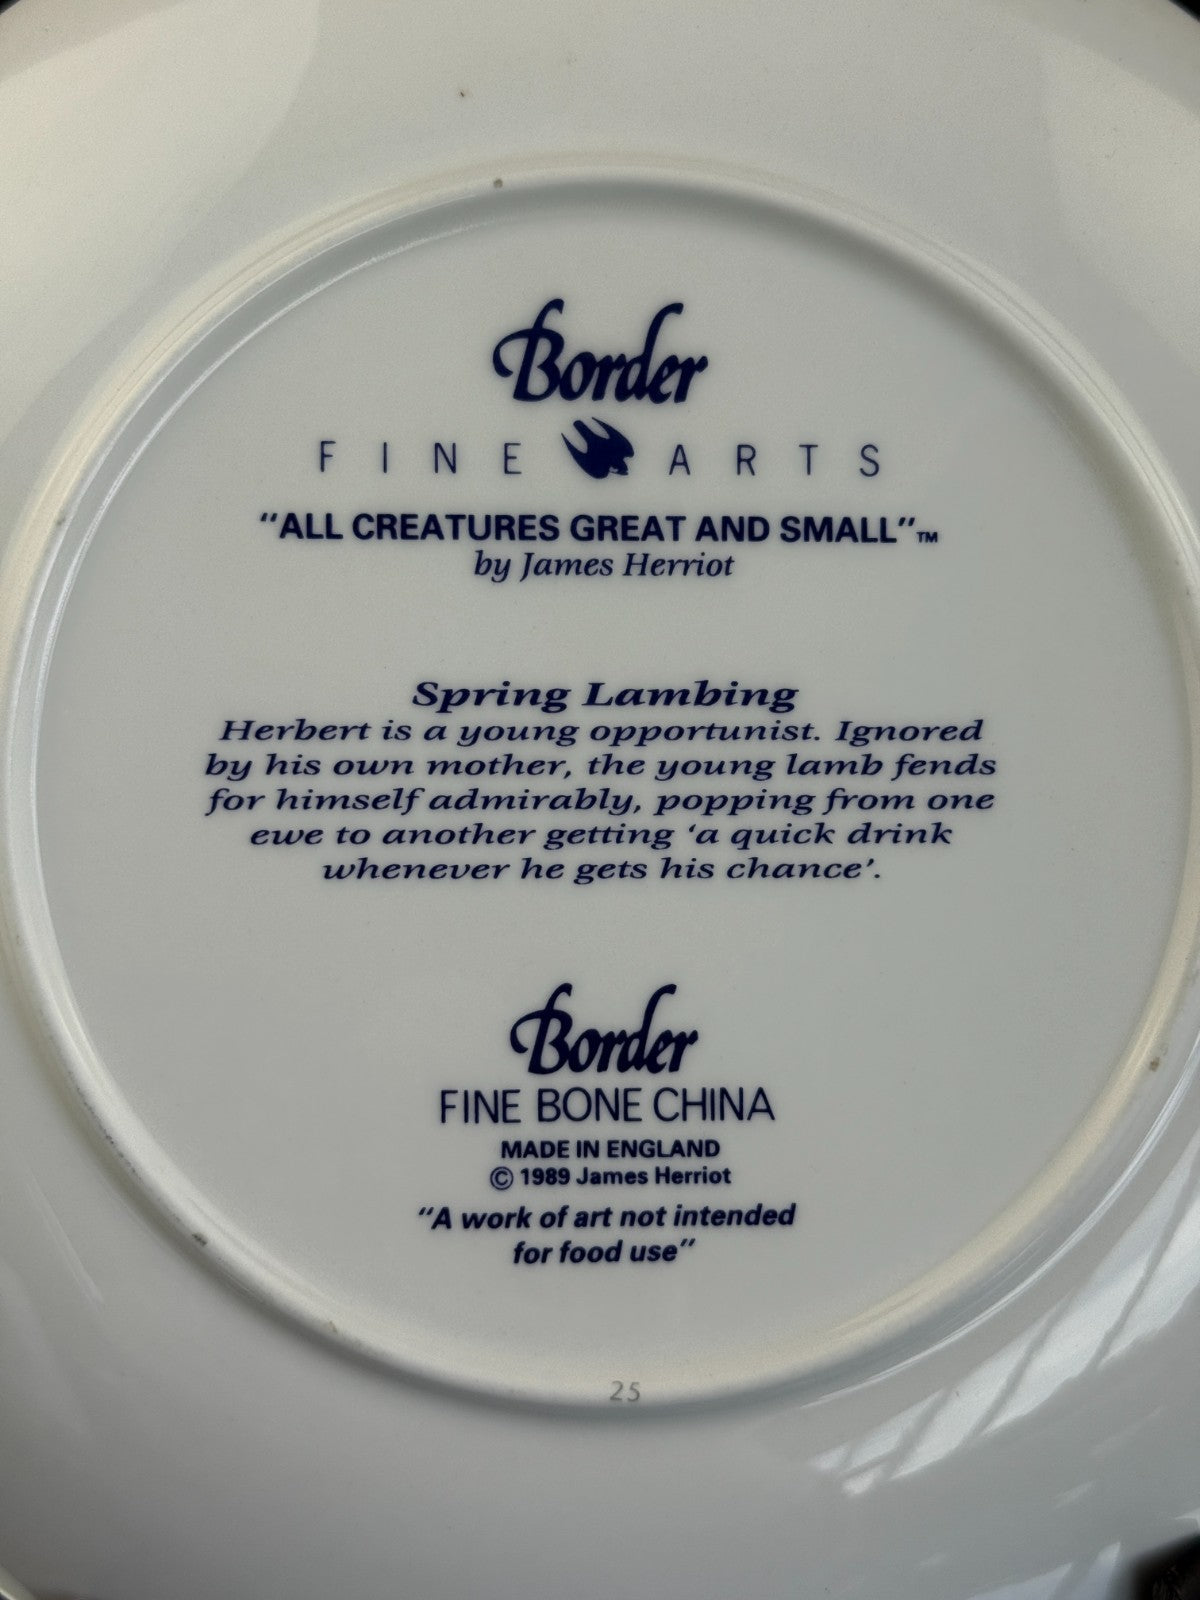 Border
FINE ARTS
"ALL CREATURES GREAT AND SMALL"™
by James Herriot
Spring Lambing
Herbert is a young opportunist. Ignored
by his own mother, the young lamb fends
for himself admirably, popping from one
ewe to another getting ‘a quick drink
whenever he gets his chance’.
Border
FINE BONE CHINA
MADE IN ENGLAND
© 1989 James Herriot
"A work of art not intended
for food use"
25